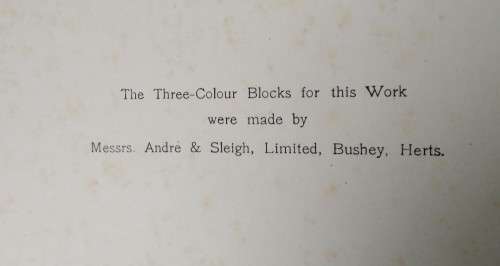 The Three-Colour Blocks for this Work
were made by
Messrs. André & Sleigh, Limited, Bushey, Herts.